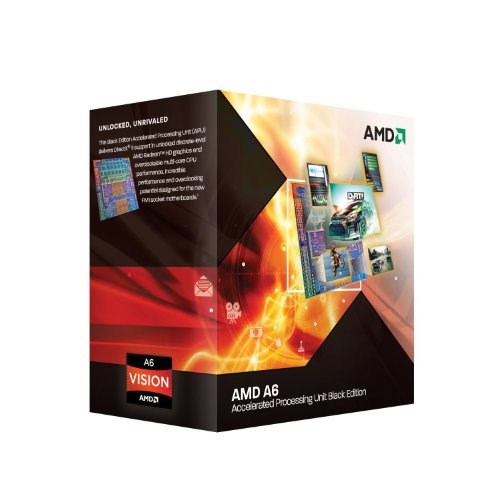 UNLOCKED, UNRIVALED
This Black Edition Accelerated Processing Unit (APU)
delivers DirectX® 11 support in unlocked discrete-level
AMD Radeon™ HD graphics and
overclockable multi-core CPU
performance. Incredible
performance and overclocking
potential designed for the new
FM1 socket motherboards.
AMD
DiRT3
A6
VISION
AMD
AMD A6
Accelerated Processing Unit Black Edition